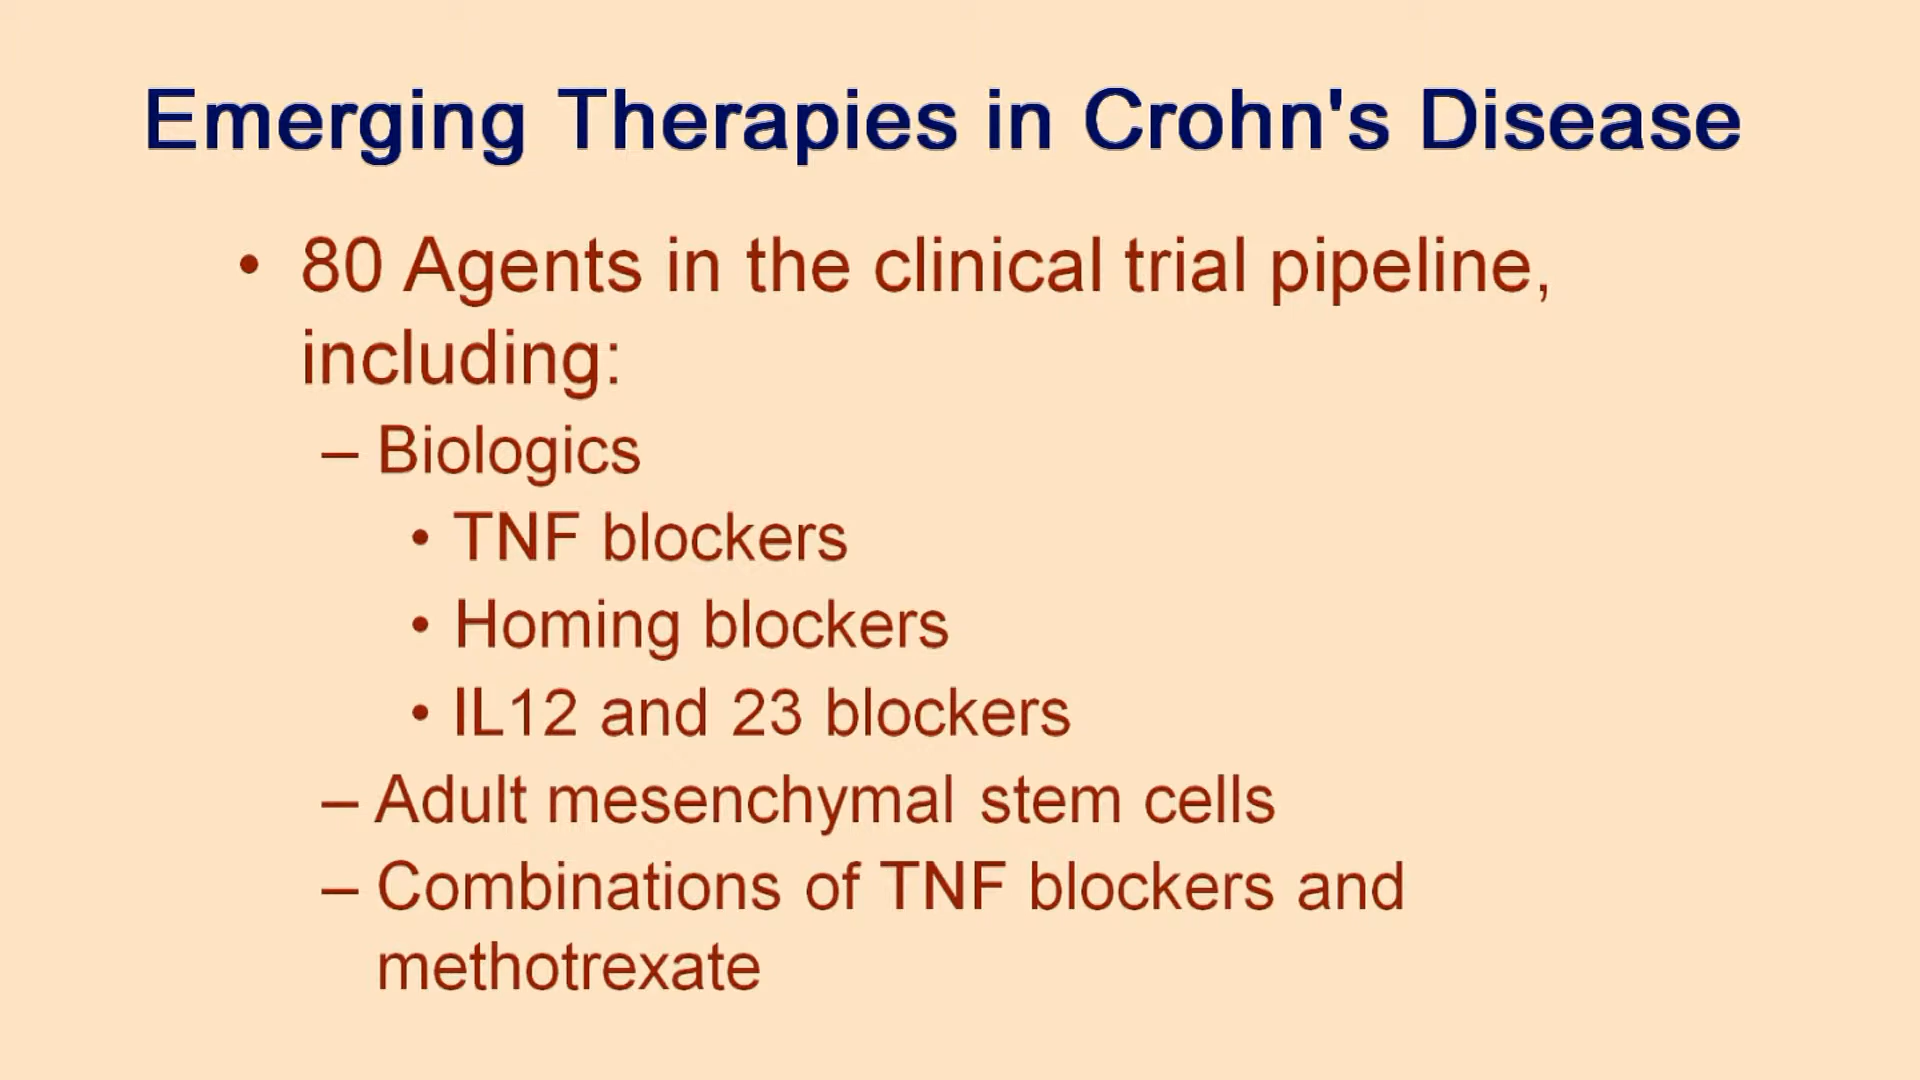 Emerging Therapies in Crohn's Disease
• 80 Agents in the clinical trial pipeline,
including:
– Biologics
• TNF blockers
• Homing blockers
• IL12 and 23 blockers
– Adult mesenchymal stem cells
– Combinations of TNF blockers and
methotrexate